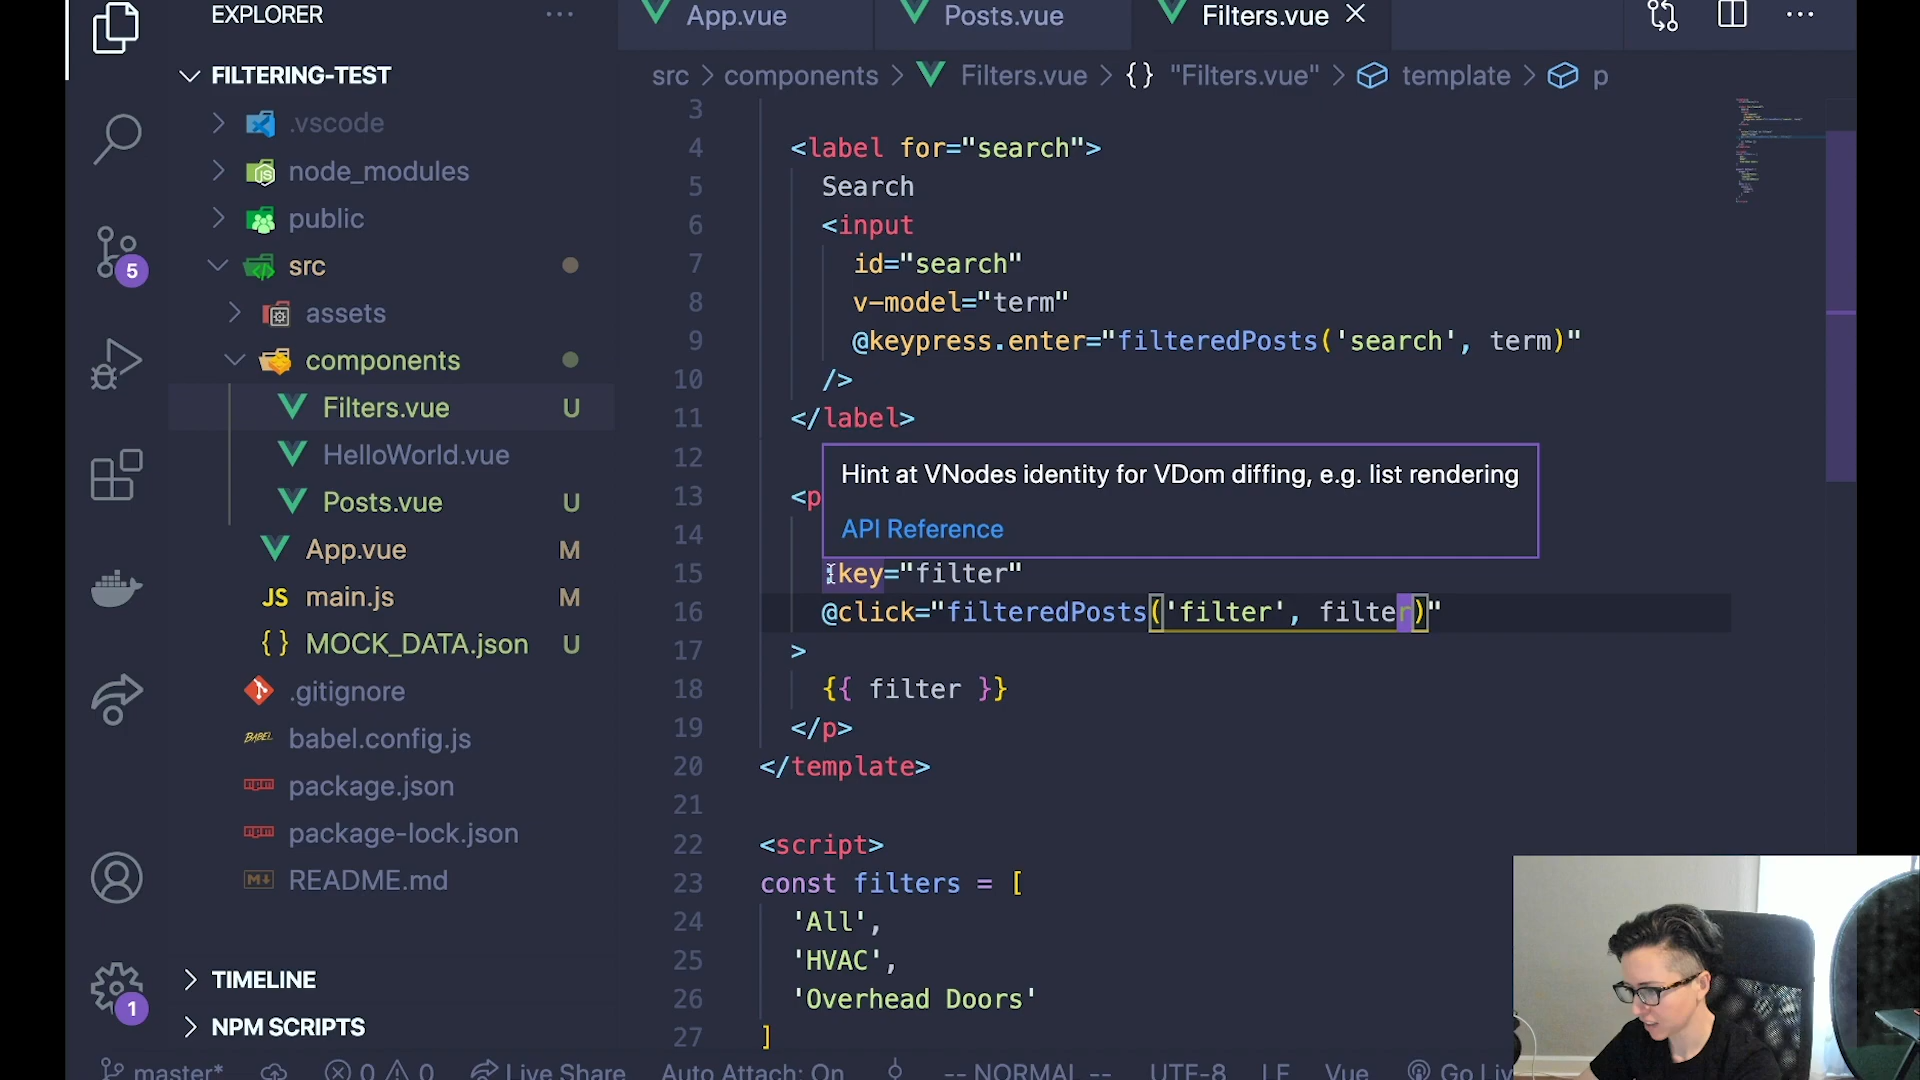 EXPLORER
FILTERING-TEST
.vscode
node_modules
public
src
assets
components
Filters.vue U
HelloWorld.vue
Posts.vue U
App.vue M
JS main.js M
{} MOCK_DATA.json U
.gitignore
BABEL babel.config.js
package.json
package-lock.json
README.md
TIMELINE
NPM SCRIPTS
5
1
App.vue
Posts.vue
Filters.vue
src > components > Filters.vue > {} "Filters.vue" > template > p
3
4 <label for="search">
5 Search
6 <input
7 id="search"
8 v-model="term"
9 @keypress.enter="filteredPosts('search', term)"
10 />
11 </label>
12
Hint at VNodes identity for VDom diffing, e.g. list rendering
API Reference
13 <p
14
15 :key="filter"
16 @click="filteredPosts('filter', filter)"
17 >
18 {{ filter }}
19 </p>
20 </template>
21
22 <script>
23 const filters = [
24 'All',
25 'HVAC',
26 'Overhead Doors'
27 ]
master* 0 0 Live Share Auto Attach: On -- NORMAL -- UTF-8 LF Vue Go Liv